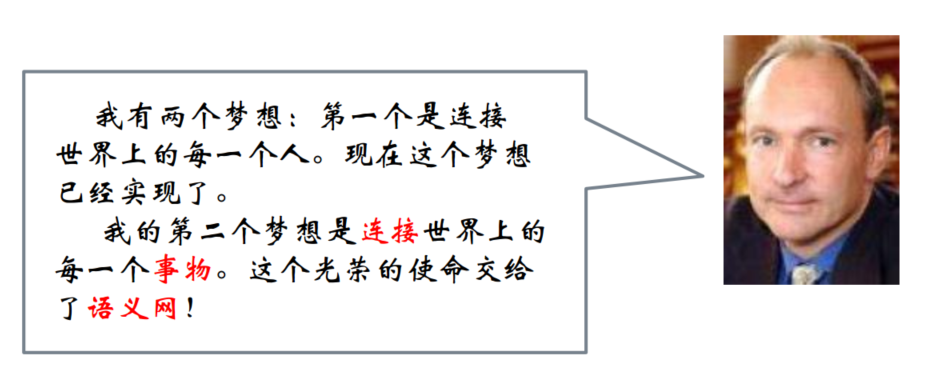 我有两个梦想：第一个是连接
世界上的每一个人。现在这个梦想
已经实现了。
我的第二个梦想是连接世界上的
每一个事物。这个光荣的使命交给
了语义网！